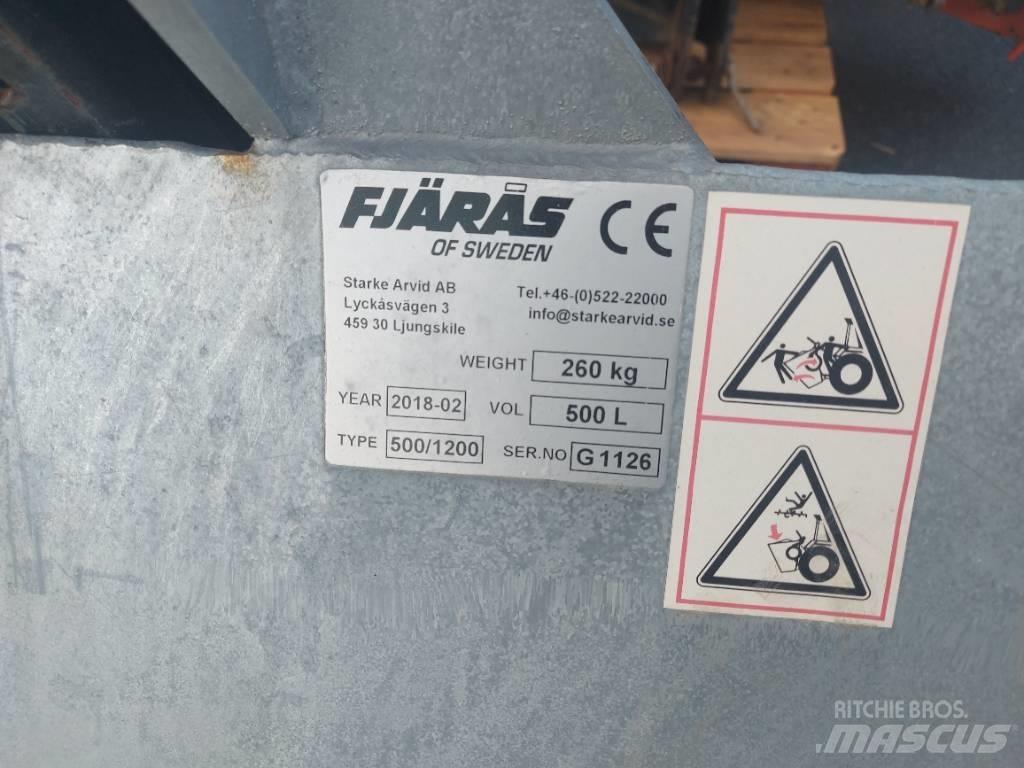 FJÄRÅS
OF SWEDEN
CE
Starke Arvid AB
Lyckåsvägen 3
459 30 Ljungskile
Tel.+46-(0)522-22000
info@starkearvid.se
WEIGHT 260 kg
YEAR 2018-02 VOL 500 L
TYPE 500/1200 SER.NO G1126
RITCHIE BROS.
MASCUS